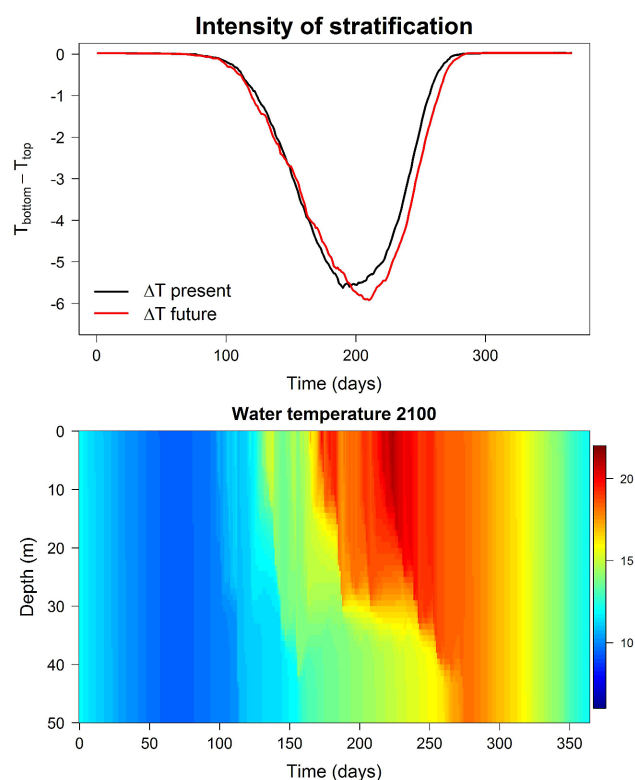 Intensity of stratification
0
-1
-2
-3
-4
-5
-6
T_bottom – T_top
ΔT present
ΔT future
0 100 200 300
Time (days)
Water temperature 2100
0
10
20
30
40
50
Depth (m)
20
15
10
0 50 100 150 200 250 300 350
Time (days)